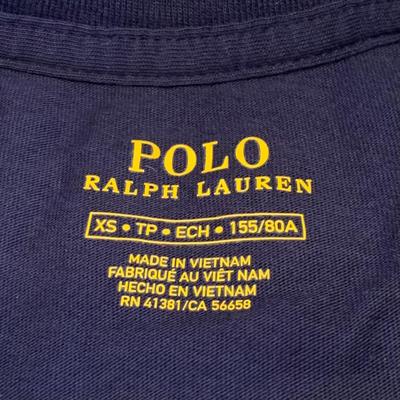 POLO
RALPH LAUREN
XS • TP • ECH • 155/80A
MADE IN VIETNAM
FABRIQUÉ AU VIÊT NAM
HECHO EN VIETNAM
RN 41381/CA 56658